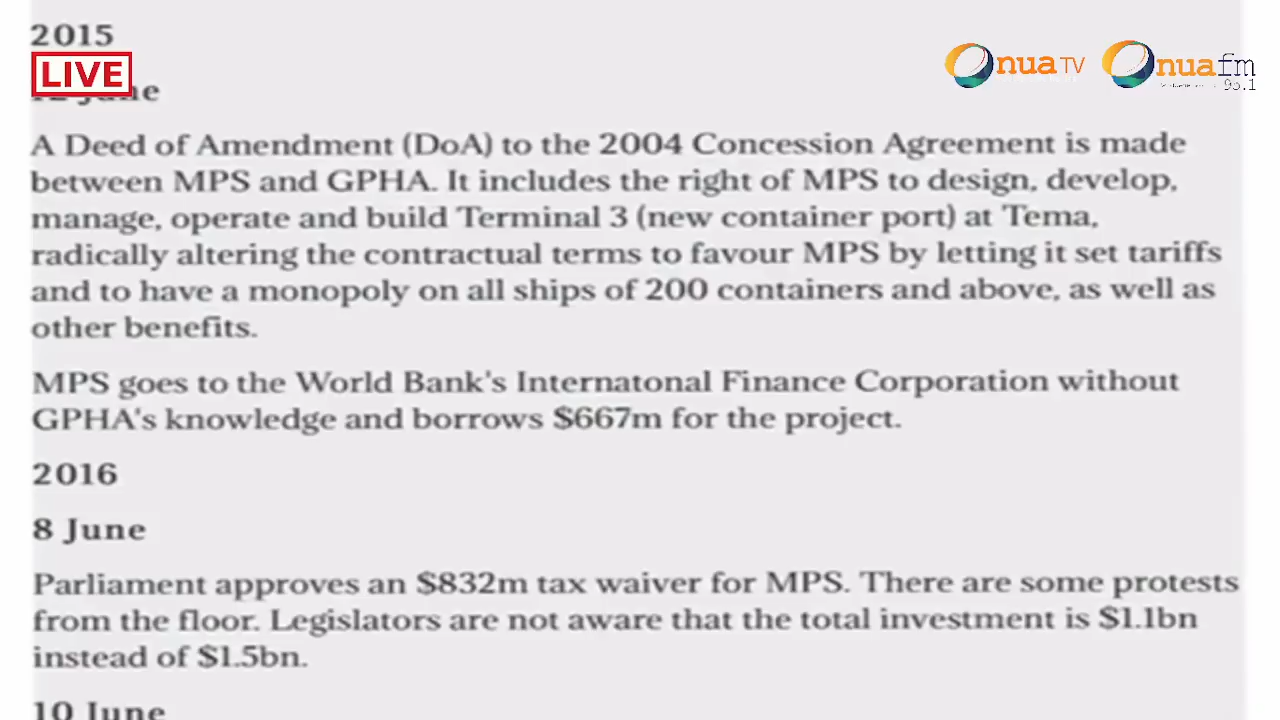 2015
LIVE
nua TV
nua fm
95.1
June
A Deed of Amendment (DoA) to the 2004 Concession Agreement is made
between MPS and GPHA. It includes the right of MPS to design, develop,
manage, operate and build Terminal 3 (new container port) at Tema,
radically altering the contractual terms to favour MPS by letting it set tariffs
and to have a monopoly on all ships of 200 containers and above, as well as
other benefits.
MPS goes to the World Bank's Internatonal Finance Corporation without
GPHA's knowledge and borrows $667m for the project.
2016
8 June
Parliament approves an $832m tax waiver for MPS. There are some protests
from the floor. Legislators are not aware that the total investment is $1.1bn
instead of $1.5bn.
10 June